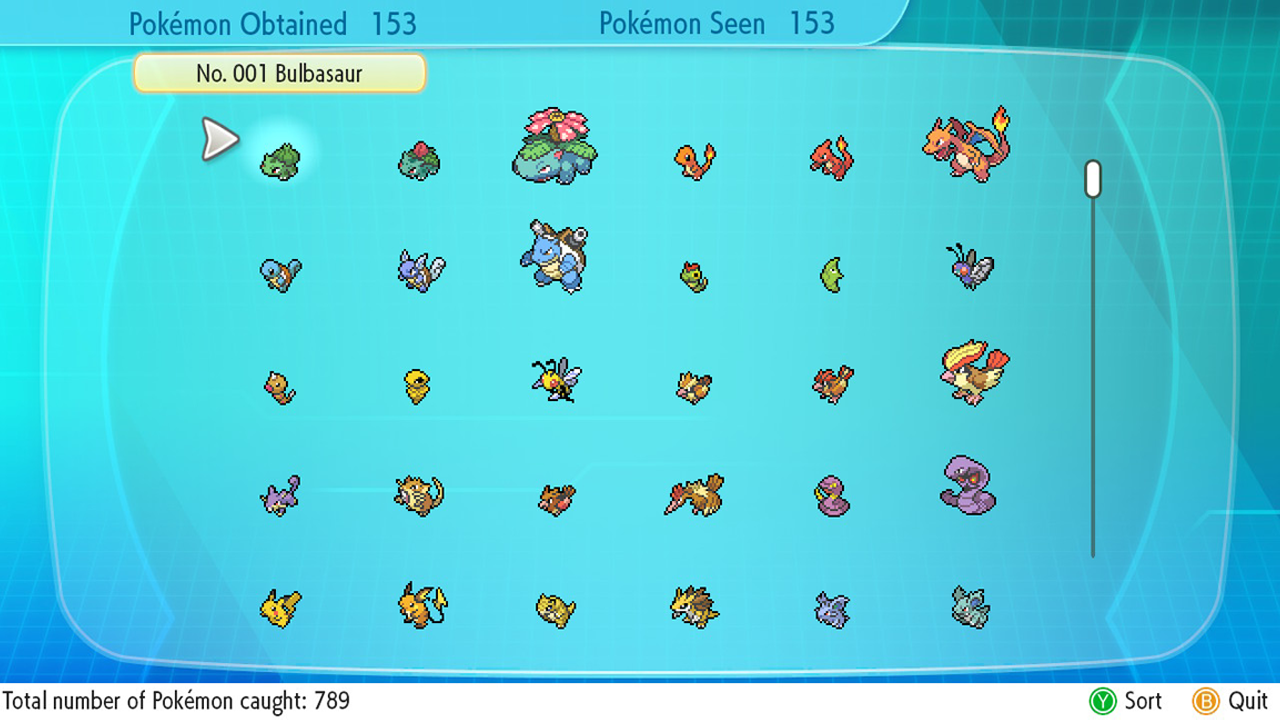 Pokémon Obtained 153 Pokémon Seen 153
No. 001 Bulbasaur
Total number of Pokémon caught: 789 Y Sort B Quit